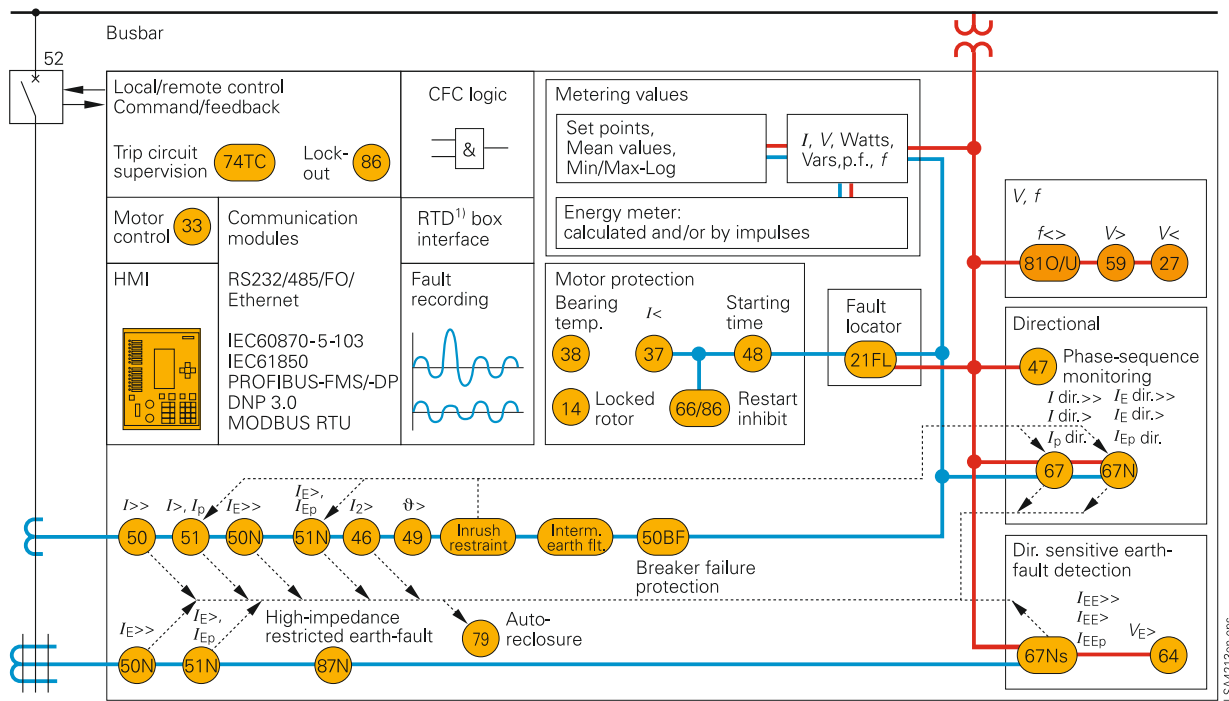 Busbar
52
Local/remote control
Command/feedback
Trip circuit
supervision
74TC
Lock-
out
86
CFC logic
&
Metering values
Set points,
Mean values,
Min/Max-Log
I, V, Watts,
Vars,p.f., f
Energy meter:
calculated and/or by impulses
Motor
control
33
Communication
modules
RTD1) box
interface
HMI
RS232/485/FO/
Ethernet
IEC60870-5-103
IEC61850
PROFIBUS-FMS/-DP
DNP 3.0
MODBUS RTU
Fault
recording
Motor protection
Bearing
temp.
I<
Starting
time
38
37
48
14
Locked
rotor
66/86
Restart
inhibit
Fault
locator
21FL
V, f
f<>
V>
V<
81O/U
59
27
Directional
47
Phase-sequence
monitoring
I dir.>>
IE dir.>>
I dir.>
IE dir.>
Ip dir.
IEp dir.
67
67N
I>>
I>, Ip
IE>>
IE>,
IEp
I2>
ϑ>
50
51
50N
51N
46
49
Inrush
restraint
Interm.
earth flt.
50BF
Breaker failure
protection
Dir. sensitive earth-
fault detection
IEE>>
IEE>
IEEp
VE>
67Ns
64
IE>>
IE>,
IEp
High-impedance
restricted earth-fault
79
Auto-
reclosure
50N
51N
87N